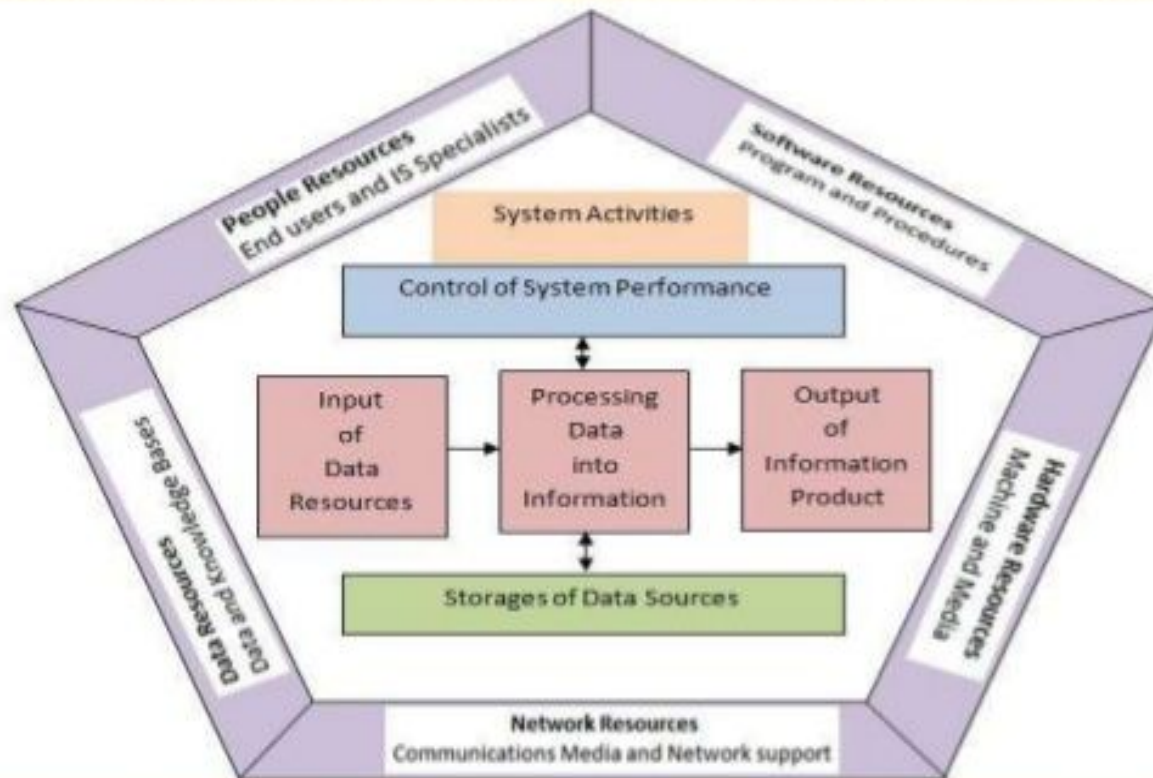 People Resources
End users and IS Specialists
Software Resources
Program and Procedures
System Activities
Control of System Performance
Input
of
Data
Resources
Processing
Data
into
Information
Output
of
Information
Product
Storages of Data Sources
Data Resources
Data and Knowledge Bases
Hardware Resources
Machine and Media
Network Resources
Communications Media and Network support